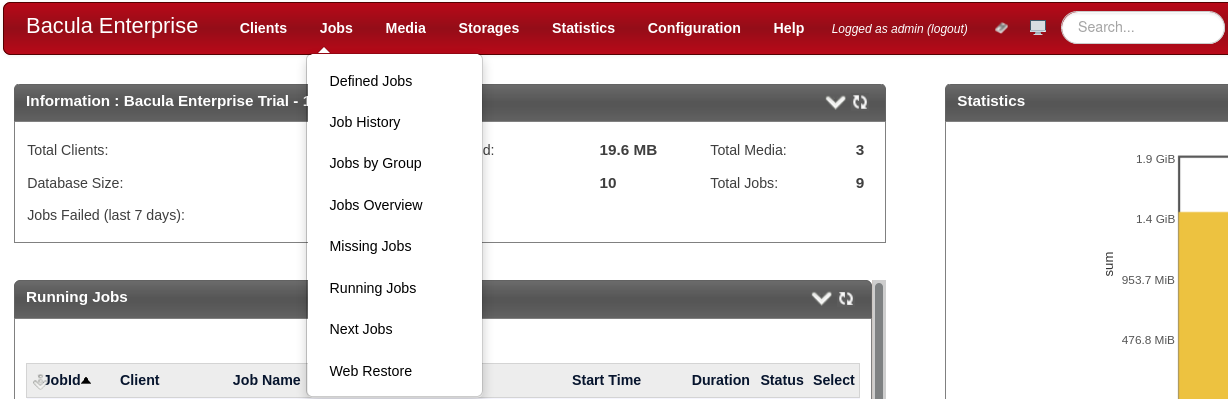 Bacula Enterprise Clients Jobs Media Storages Statistics Configuration Help Logged as admin (logout) Search...
Defined Jobs
Job History
Jobs by Group
Jobs Overview
Missing Jobs
Running Jobs
Next Jobs
Web Restore
Information : Bacula Enterprise Trial -
Total Clients: d: 19.6 MB Total Media: 3
Database Size: 10 Total Jobs: 9
Jobs Failed (last 7 days):
Running Jobs
JobId Client Job Name Start Time Duration Status Select
Statistics
1.9 GiB
1.4 GiB
953.7 MiB
476.8 MiB
sum